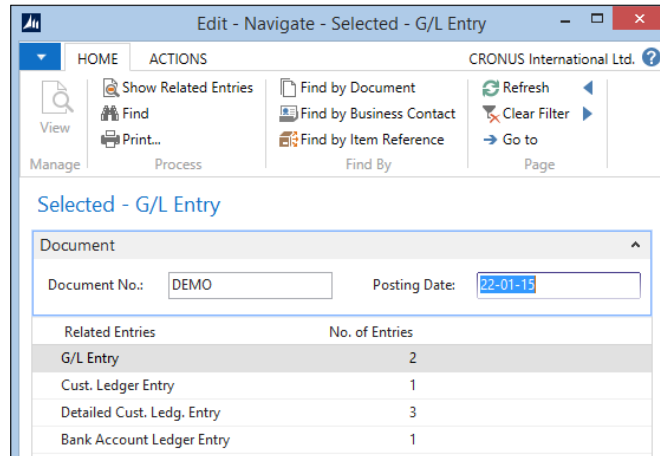 Edit - Navigate - Selected - G/L Entry
HOME ACTIONS CRONUS International Ltd.
Show Related Entries Find by Document Refresh
Find Find by Business Contact Clear Filter
View
Print... Find by Item Reference Go to
Manage Process Find By Page
Selected - G/L Entry
Document
Document No.: DEMO Posting Date: 22-01-15
Related Entries No. of Entries
G/L Entry 2
Cust. Ledger Entry 1
Detailed Cust. Ledg. Entry 3
Bank Account Ledger Entry 1